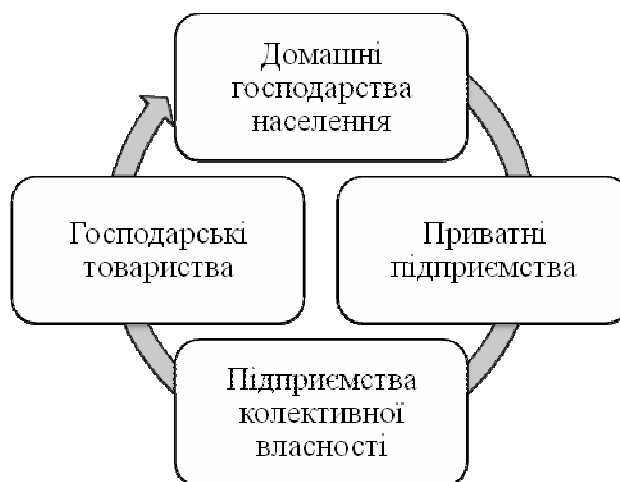 Домашні
господарства
населення
Господарські
товариства
Приватні
підприємства
Підприємства
колективної
власності